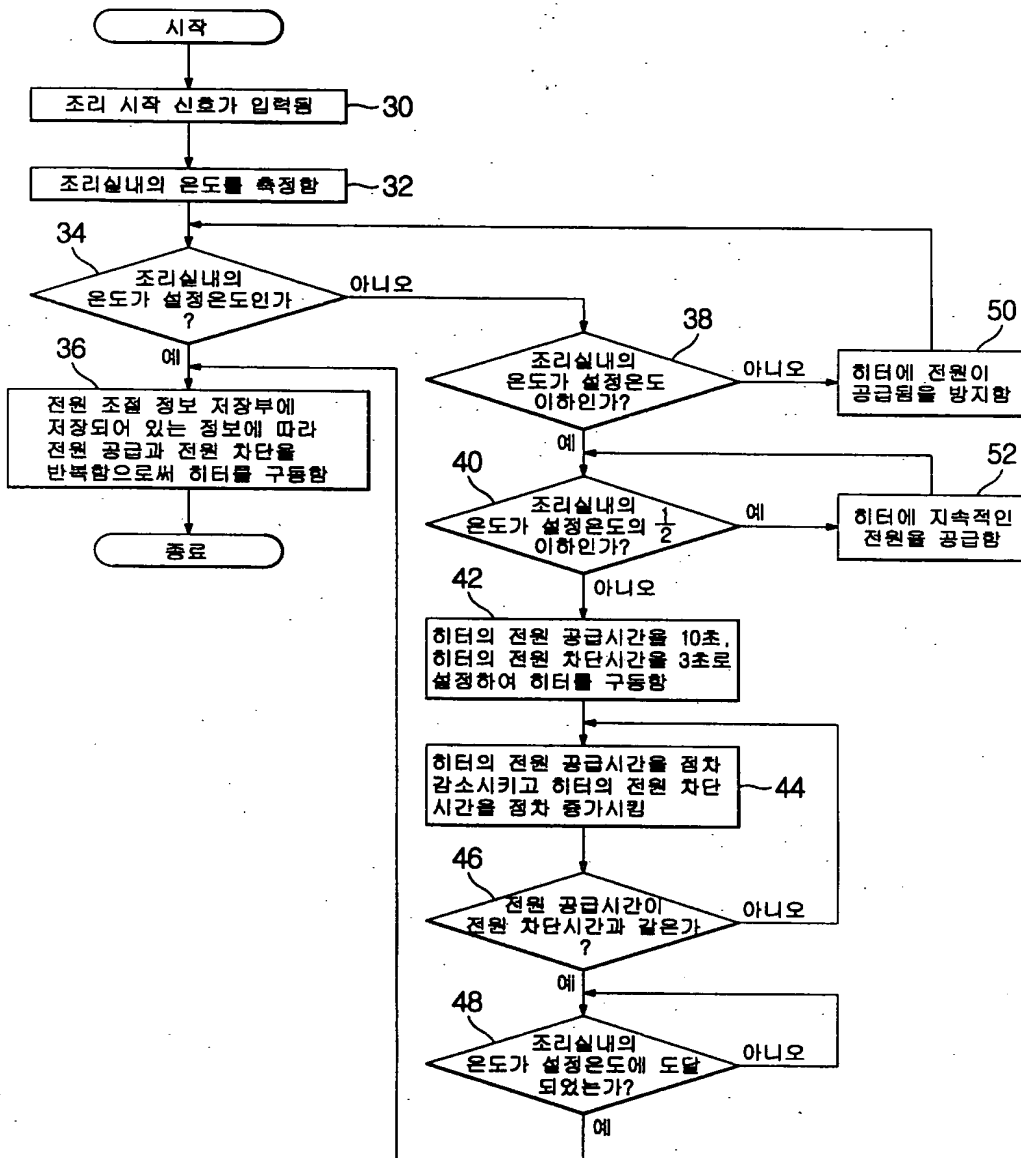 시작
조리 시작 신호가 입력됨
30
조리실내의 온도를 측정함
32
34
조리실내의
온도가 설정온도인가
?
아니오
예
36
전원 조절 정보 저장부에
저장되어 있는 정보에 따라
전원 공급과 전원 차단을
반복함으로써 히터를 구동함
종료
38
조리실내의
온도가 설정온도
이하인가?
아니오
예
50
히터에 전원이
공급됨을 방지함
40
조리실내의
온도가 설정온도의 1/2
이하인가?
예
아니오
52
히터에 지속적인
전원을 공급함
42
히터의 전원 공급시간을 10초,
히터의 전원 차단시간을 3초로
설정하여 히터를 구동함
히터의 전원 공급시간을 점차
감소시키고 히터의 전원 차단
시간을 점차 증가시킴
44
46
전원 공급시간이
전원 차단시간과 같은가
?
아니오
예
48
조리실내의
온도가 설정온도에 도달
되었는가?
아니오
예